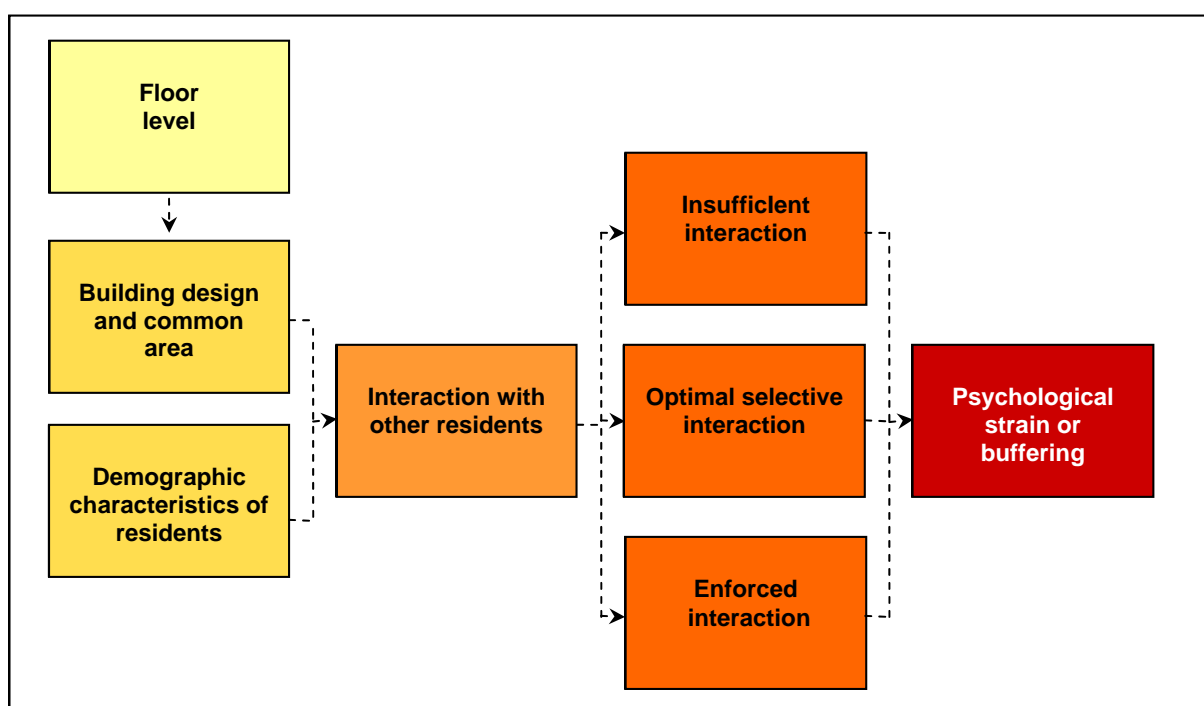 Floor
level
Building design
and common
area
Demographic
characteristics of
residents
Interaction with
other residents
Insufficlent
interaction
Optimal selective
interaction
Enforced
interaction
Psychological
strain or
buffering